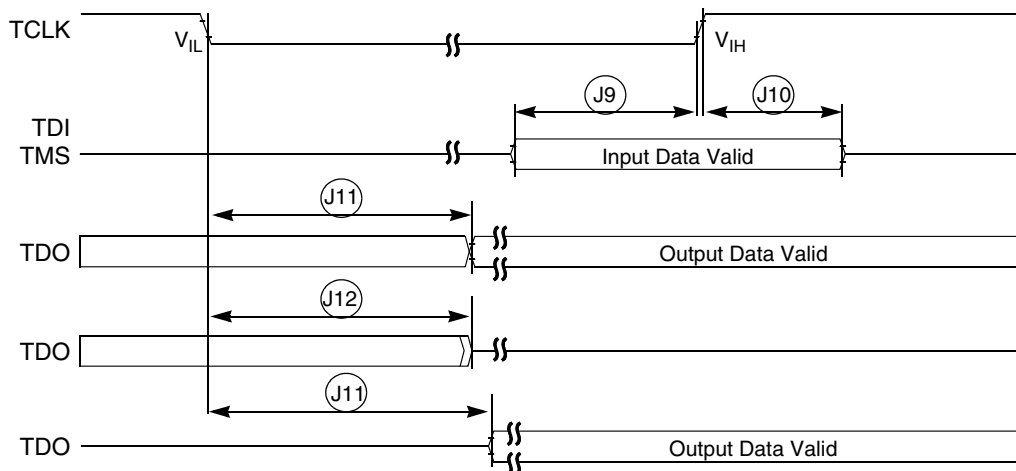 TCLK
VIL
VIH
J9
J10
TDI
TMS
Input Data Valid
J11
TDO
Output Data Valid
J12
TDO
J11
TDO
Output Data Valid